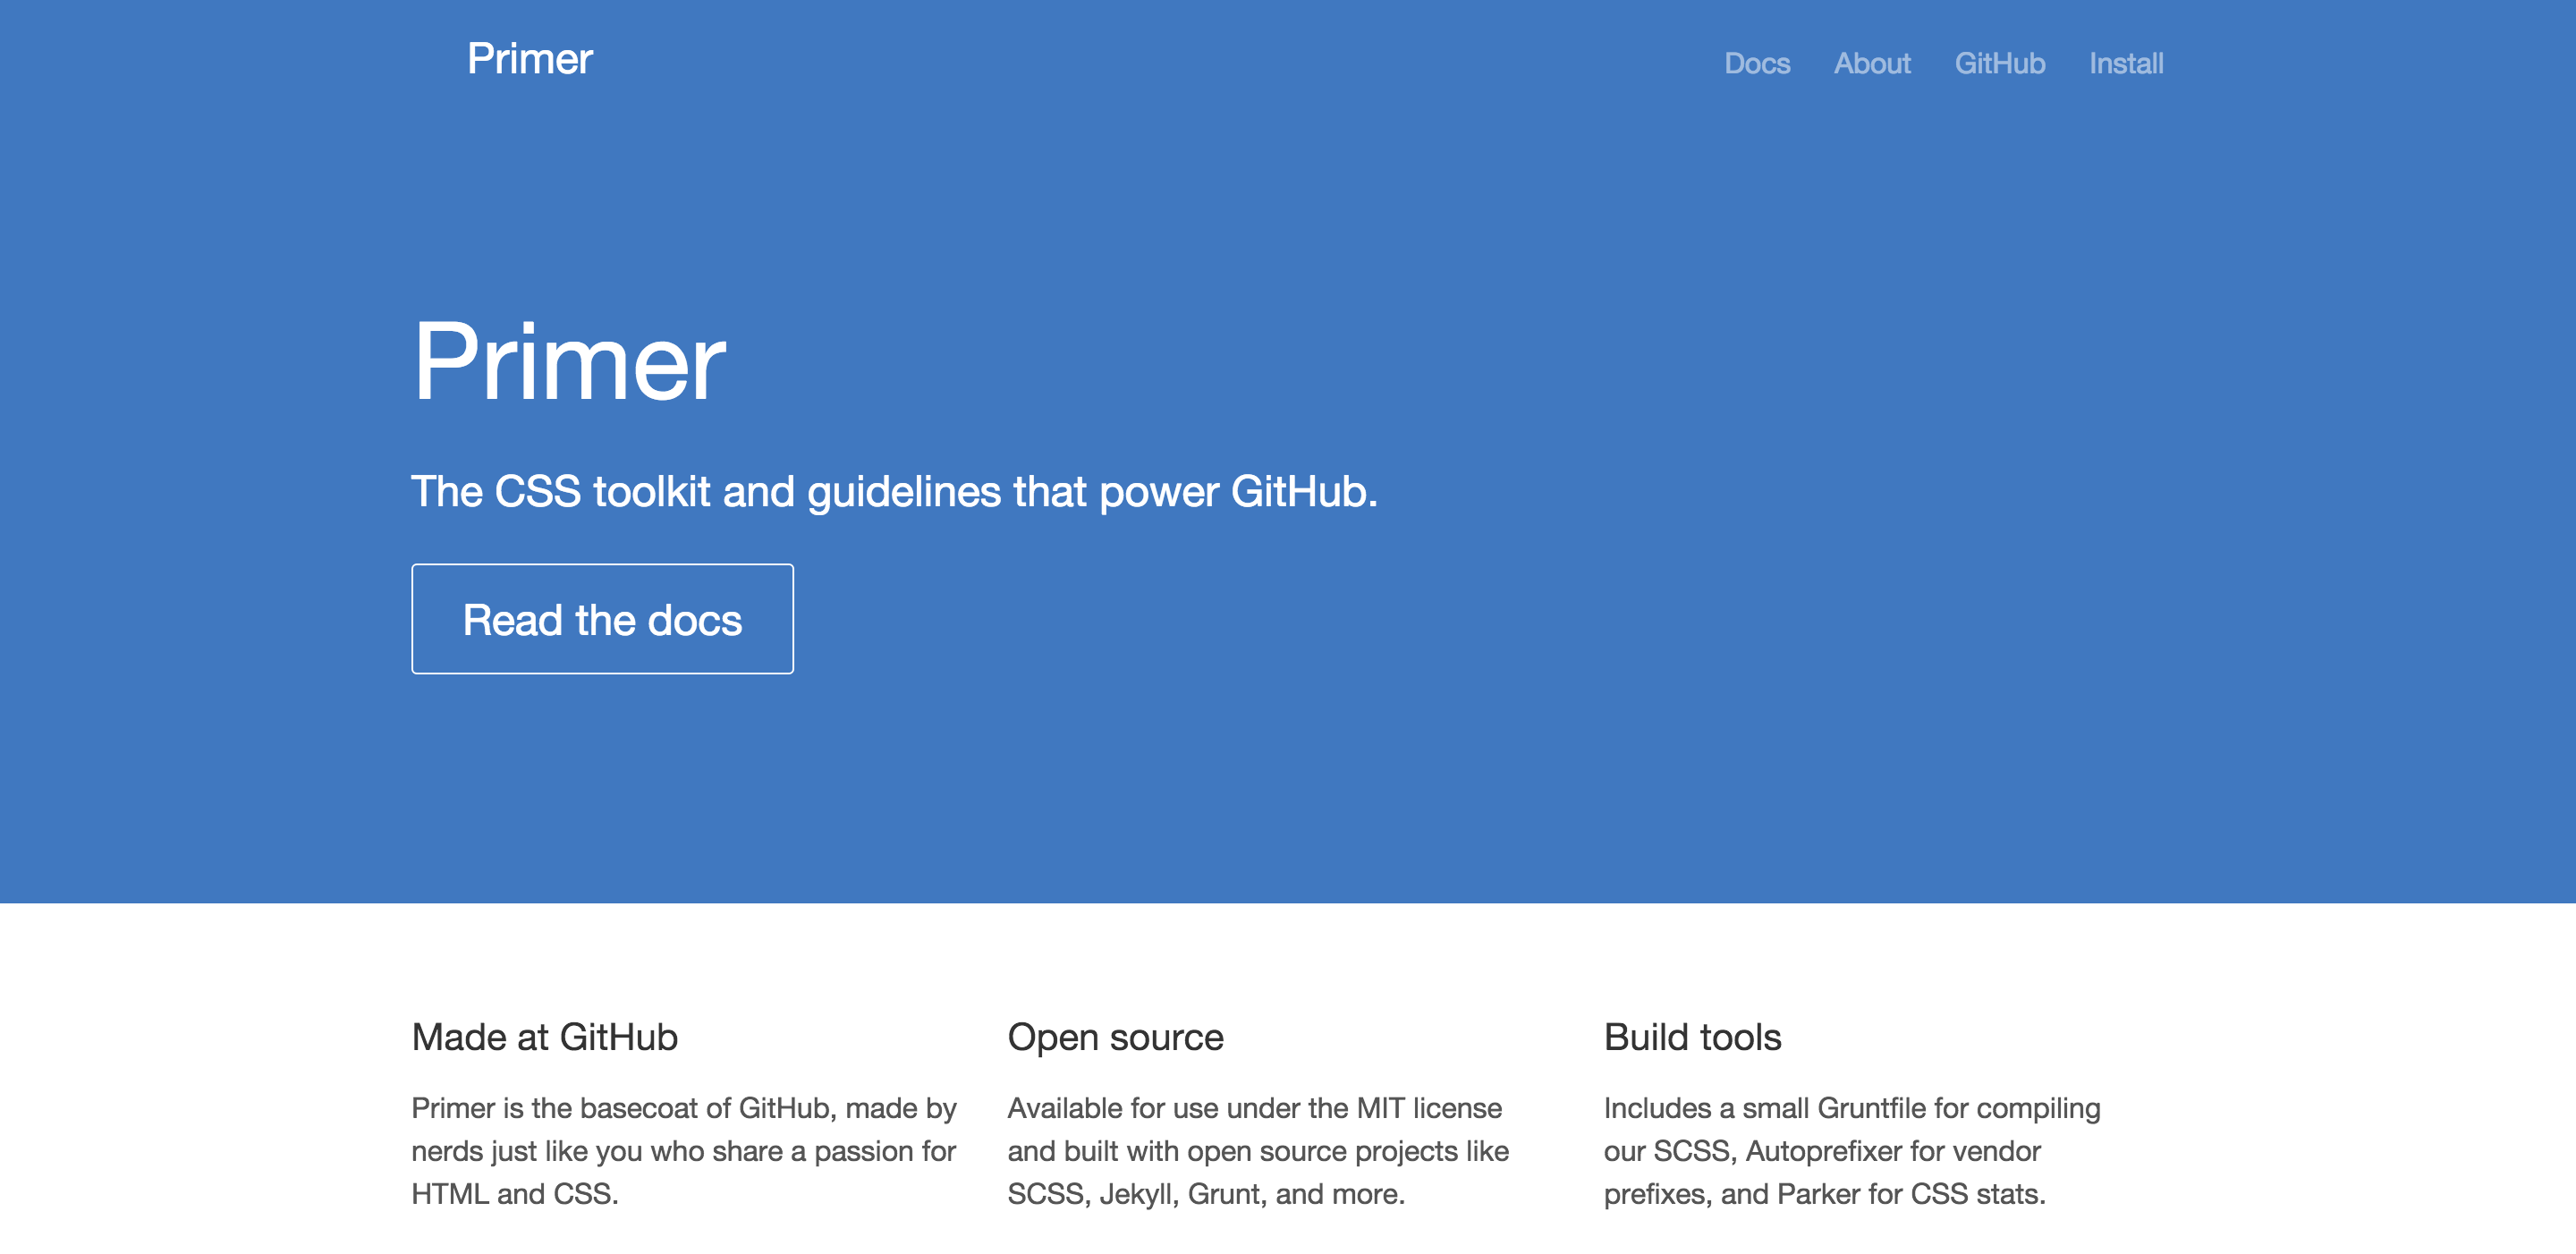 Primer
Docs About GitHub Install
Primer
The CSS toolkit and guidelines that power GitHub.
Read the docs
Made at GitHub
Primer is the basecoat of GitHub, made by
nerds just like you who share a passion for
HTML and CSS.
Open source
Available for use under the MIT license
and built with open source projects like
SCSS, Jekyll, Grunt, and more.
Build tools
Includes a small Gruntfile for compiling
our SCSS, Autoprefixer for vendor
prefixes, and Parker for CSS stats.